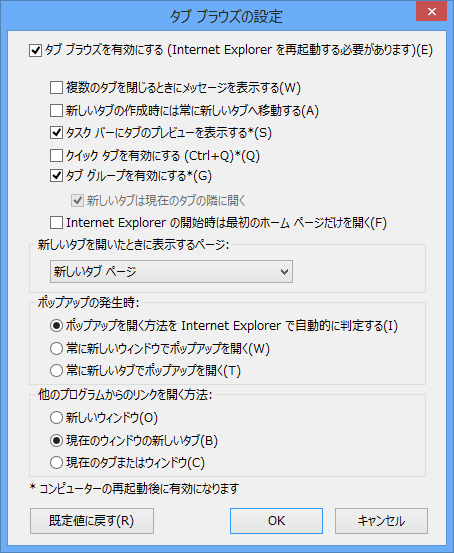 タブ ブラウズの設定
タブ ブラウズを有効にする (Internet Explorer を再起動する必要があります)(E)
複数のタブを閉じるときにメッセージを表示する(W)
新しいタブの作成時には常に新しいタブへ移動する(A)
タスク バーにタブのプレビューを表示する*(S)
クイック タブを有効にする (Ctrl+Q)*(Q)
タブ グループを有効にする*(G)
新しいタブは現在のタブの隣に開く
Internet Explorer の開始時は最初のホーム ページだけを開く(F)
新しいタブを開いたときに表示するページ:
新しいタブ ページ
ポップアップの発生時:
ポップアップを開く方法を Internet Explorer で自動的に判定する(I)
常に新しいウィンドウでポップアップを開く(W)
常に新しいタブでポップアップを開く(T)
他のプログラムからのリンクを開く方法:
新しいウィンドウ(O)
現在のウィンドウの新しいタブ(B)
現在のタブまたはウィンドウ(C)
* コンピューターの再起動後に有効になります
既定値に戻す(R)
OK
キャンセル